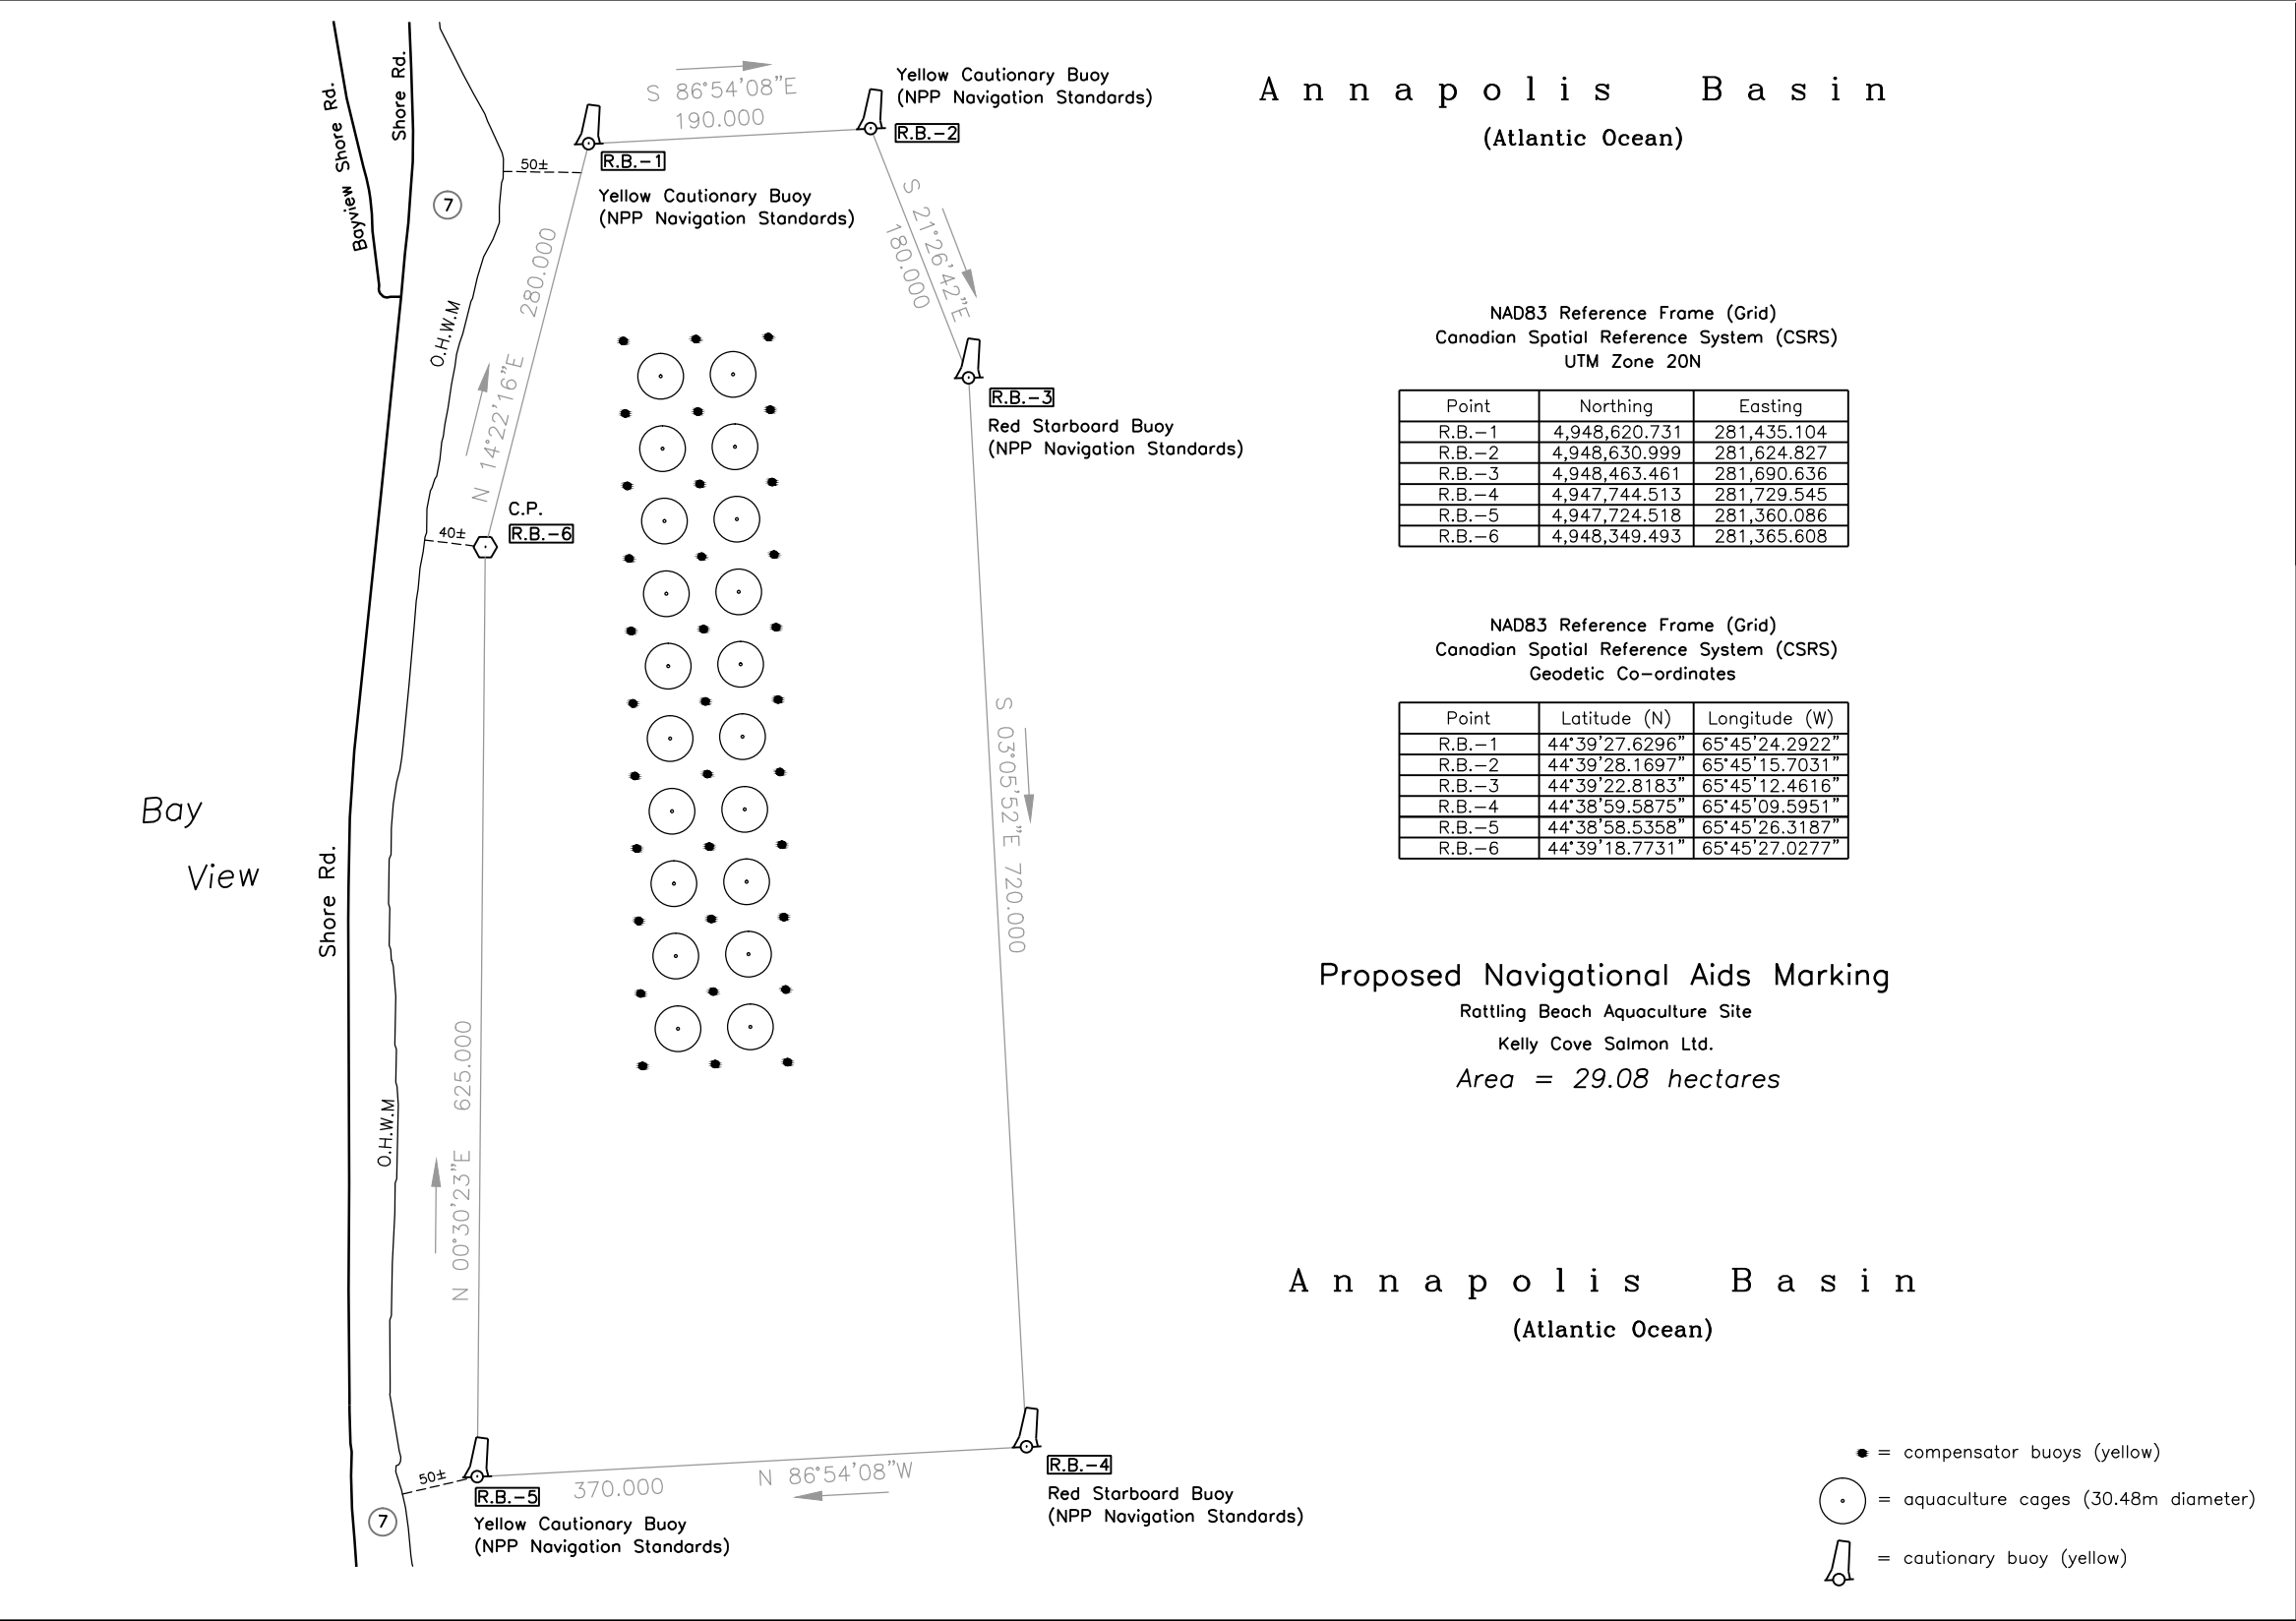 Bayview Shore Rd.
Shore Rd.
7
O.H.W.M
50±
S 86°54'08"E
190.000
Yellow Cautionary Buoy
(NPP Navigation Standards)
R.B.-2
R.B.-1
Yellow Cautionary Buoy
(NPP Navigation Standards)
N 14°22'16"E 280.000
S 21°26'42"E
180.000
R.B.-3
Red Starboard Buoy
(NPP Navigation Standards)
C.P.
R.B.-6
40±
S 03°05'52"E 720.000
Bay
View
Shore Rd.
O.H.W.M
N 00°30'23"E 625.000
50±
7
R.B.-5
Yellow Cautionary Buoy
(NPP Navigation Standards)
370.000
N 86°54'08"W
R.B.-4
Red Starboard Buoy
(NPP Navigation Standards)
Annapolis Basin
(Atlantic Ocean)
NAD83 Reference Frame (Grid)
Canadian Spatial Reference System (CSRS)
UTM Zone 20N
Point Northing Easting
R.B.-1 4,948,620.731 281,435.104
R.B.-2 4,948,630.999 281,624.827
R.B.-3 4,948,463.461 281,690.636
R.B.-4 4,947,744.513 281,729.545
R.B.-5 4,947,724.518 281,360.086
R.B.-6 4,948,349.493 281,365.608
NAD83 Reference Frame (Grid)
Canadian Spatial Reference System (CSRS)
Geodetic Co-ordinates
Point Latitude (N) Longitude (W)
R.B.-1 44°39'27.6296" 65°45'24.2922"
R.B.-2 44°39'28.1697" 65°45'15.7031"
R.B.-3 44°39'22.8183" 65°45'12.4616"
R.B.-4 44°38'59.5875" 65°45'09.5951"
R.B.-5 44°38'58.5358" 65°45'26.3187"
R.B.-6 44°39'18.7731" 65°45'27.0277"
Proposed Navigational Aids Marking
Rattling Beach Aquaculture Site
Kelly Cove Salmon Ltd.
Area = 29.08 hectares
Annapolis Basin
(Atlantic Ocean)
= compensator buoys (yellow)
= aquaculture cages (30.48m diameter)
= cautionary buoy (yellow)